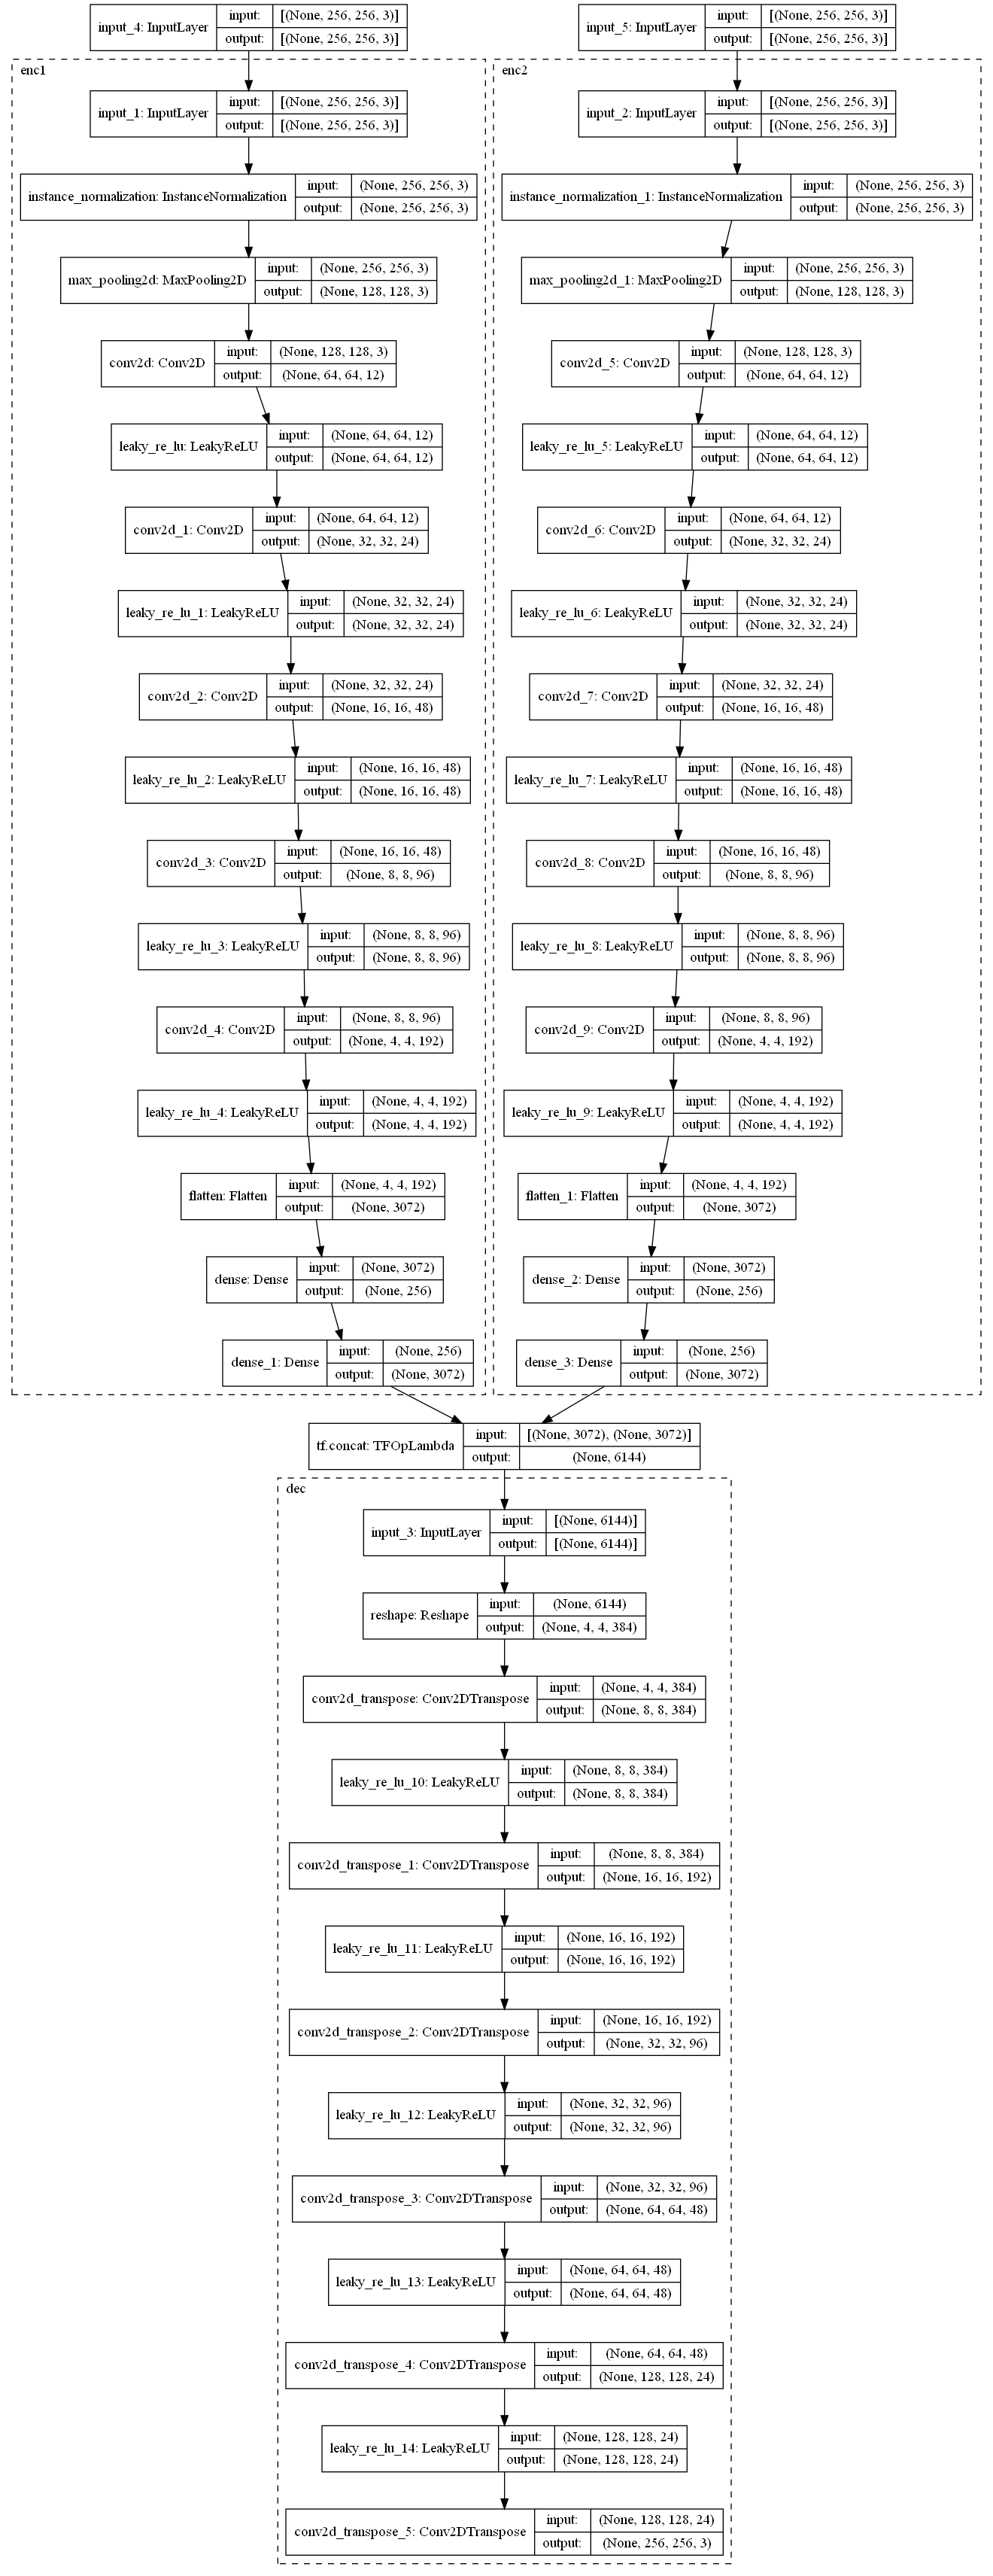 input_4: InputLayer
input: [(None, 256, 256, 3)]
output: [(None, 256, 256, 3)]
input_5: InputLayer
input: [(None, 256, 256, 3)]
output: [(None, 256, 256, 3)]
enc1
input_1: InputLayer
input: [(None, 256, 256, 3)]
output: [(None, 256, 256, 3)]
instance_normalization: InstanceNormalization
input: (None, 256, 256, 3)
output: (None, 256, 256, 3)
max_pooling2d: MaxPooling2D
input: (None, 256, 256, 3)
output: (None, 128, 128, 3)
conv2d: Conv2D
input: (None, 128, 128, 3)
output: (None, 64, 64, 12)
leaky_re_lu: LeakyReLU
input: (None, 64, 64, 12)
output: (None, 64, 64, 12)
conv2d_1: Conv2D
input: (None, 64, 64, 12)
output: (None, 32, 32, 24)
leaky_re_lu_1: LeakyReLU
input: (None, 32, 32, 24)
output: (None, 32, 32, 24)
conv2d_2: Conv2D
input: (None, 32, 32, 24)
output: (None, 16, 16, 48)
leaky_re_lu_2: LeakyReLU
input: (None, 16, 16, 48)
output: (None, 16, 16, 48)
conv2d_3: Conv2D
input: (None, 16, 16, 48)
output: (None, 8, 8, 96)
leaky_re_lu_3: LeakyReLU
input: (None, 8, 8, 96)
output: (None, 8, 8, 96)
conv2d_4: Conv2D
input: (None, 8, 8, 96)
output: (None, 4, 4, 192)
leaky_re_lu_4: LeakyReLU
input: (None, 4, 4, 192)
output: (None, 4, 4, 192)
flatten: Flatten
input: (None, 4, 4, 192)
output: (None, 3072)
dense: Dense
input: (None, 3072)
output: (None, 256)
dense_1: Dense
input: (None, 256)
output: (None, 3072)
enc2
input_2: InputLayer
input: [(None, 256, 256, 3)]
output: [(None, 256, 256, 3)]
instance_normalization_1: InstanceNormalization
input: (None, 256, 256, 3)
output: (None, 256, 256, 3)
max_pooling2d_1: MaxPooling2D
input: (None, 256, 256, 3)
output: (None, 128, 128, 3)
conv2d_5: Conv2D
input: (None, 128, 128, 3)
output: (None, 64, 64, 12)
leaky_re_lu_5: LeakyReLU
input: (None, 64, 64, 12)
output: (None, 64, 64, 12)
conv2d_6: Conv2D
input: (None, 64, 64, 12)
output: (None, 32, 32, 24)
leaky_re_lu_6: LeakyReLU
input: (None, 32, 32, 24)
output: (None, 32, 32, 24)
conv2d_7: Conv2D
input: (None, 32, 32, 24)
output: (None, 16, 16, 48)
leaky_re_lu_7: LeakyReLU
input: (None, 16, 16, 48)
output: (None, 16, 16, 48)
conv2d_8: Conv2D
input: (None, 16, 16, 48)
output: (None, 8, 8, 96)
leaky_re_lu_8: LeakyReLU
input: (None, 8, 8, 96)
output: (None, 8, 8, 96)
conv2d_9: Conv2D
input: (None, 8, 8, 96)
output: (None, 4, 4, 192)
leaky_re_lu_9: LeakyReLU
input: (None, 4, 4, 192)
output: (None, 4, 4, 192)
flatten_1: Flatten
input: (None, 4, 4, 192)
output: (None, 3072)
dense_2: Dense
input: (None, 3072)
output: (None, 256)
dense_3: Dense
input: (None, 256)
output: (None, 3072)
tf.concat: TFOpLambda
input: [(None, 3072), (None, 3072)]
output: (None, 6144)
dec
input_3: InputLayer
input: [(None, 6144)]
output: [(None, 6144)]
reshape: Reshape
input: (None, 6144)
output: (None, 4, 4, 384)
conv2d_transpose: Conv2DTranspose
input: (None, 4, 4, 384)
output: (None, 8, 8, 384)
leaky_re_lu_10: LeakyReLU
input: (None, 8, 8, 384)
output: (None, 8, 8, 384)
conv2d_transpose_1: Conv2DTranspose
input: (None, 8, 8, 384)
output: (None, 16, 16, 192)
leaky_re_lu_11: LeakyReLU
input: (None, 16, 16, 192)
output: (None, 16, 16, 192)
conv2d_transpose_2: Conv2DTranspose
input: (None, 16, 16, 192)
output: (None, 32, 32, 96)
leaky_re_lu_12: LeakyReLU
input: (None, 32, 32, 96)
output: (None, 32, 32, 96)
conv2d_transpose_3: Conv2DTranspose
input: (None, 32, 32, 96)
output: (None, 64, 64, 48)
leaky_re_lu_13: LeakyReLU
input: (None, 64, 64, 48)
output: (None, 64, 64, 48)
conv2d_transpose_4: Conv2DTranspose
input: (None, 64, 64, 48)
output: (None, 128, 128, 24)
leaky_re_lu_14: LeakyReLU
input: (None, 128, 128, 24)
output: (None, 128, 128, 24)
conv2d_transpose_5: Conv2DTranspose
input: (None, 128, 128, 24)
output: (None, 256, 256, 3)